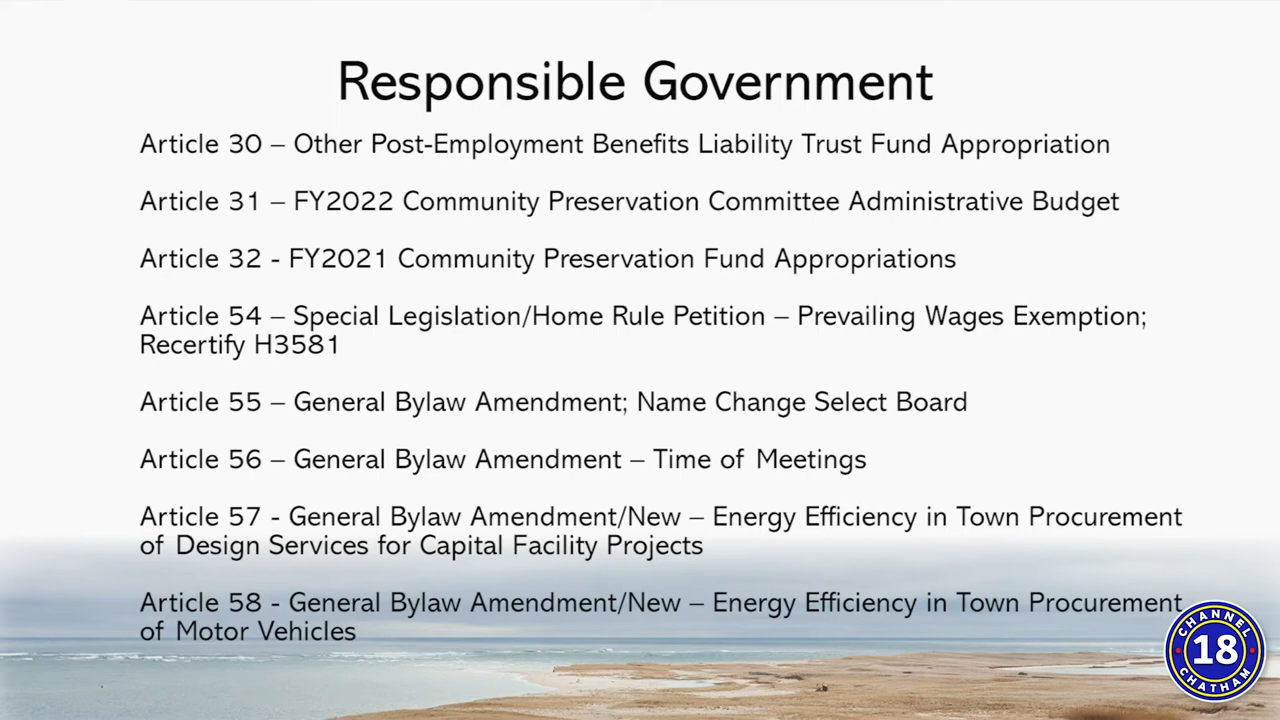 Responsible Government
Article 30 – Other Post-Employment Benefits Liability Trust Fund Appropriation
Article 31 – FY2022 Community Preservation Committee Administrative Budget
Article 32 - FY2021 Community Preservation Fund Appropriations
Article 54 – Special Legislation/Home Rule Petition – Prevailing Wages Exemption;
Recertify H3581
Article 55 – General Bylaw Amendment; Name Change Select Board
Article 56 – General Bylaw Amendment – Time of Meetings
Article 57 - General Bylaw Amendment/New – Energy Efficiency in Town Procurement
of Design Services for Capital Facility Projects
Article 58 - General Bylaw Amendment/New – Energy Efficiency in Town Procurement
of Motor Vehicles
CHANNEL
18
CHATHAM